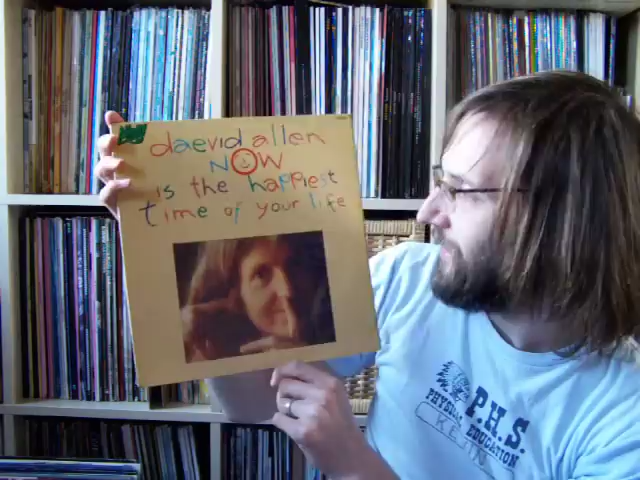 daevid allen
NOW
is the happiest
time of your life
P.H.S.
PHYSICAL EDUCATION